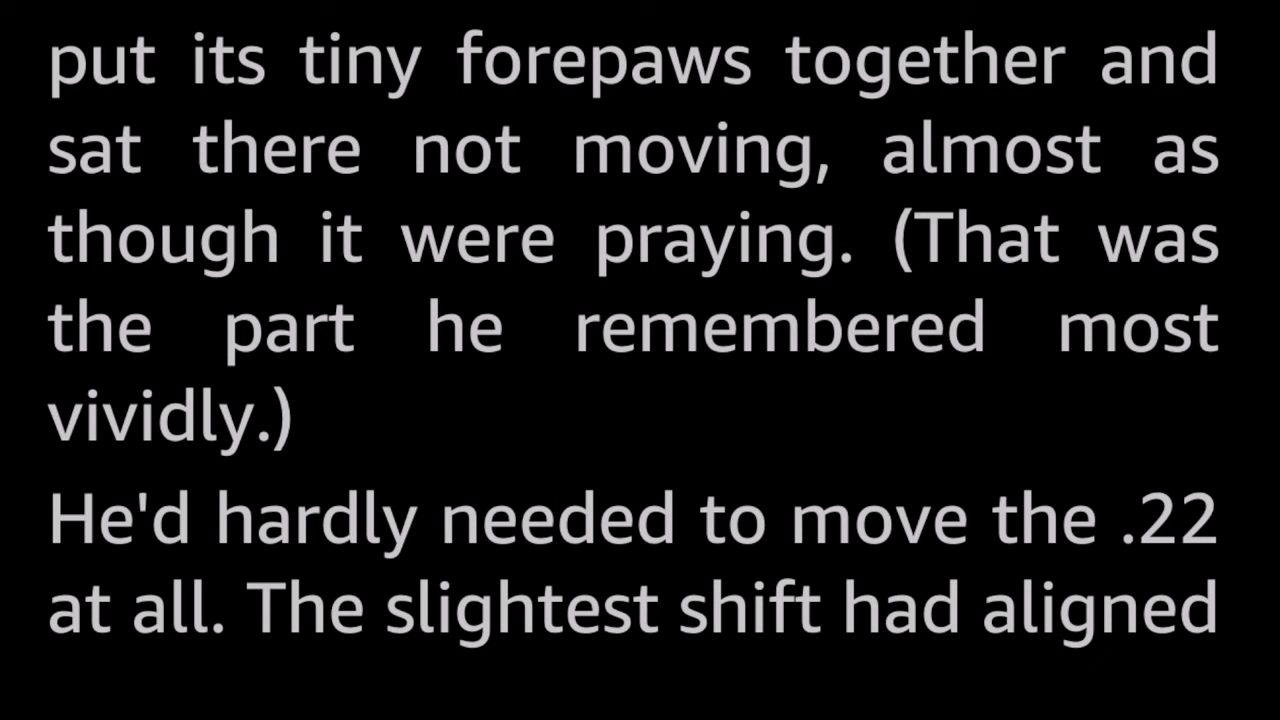 put its tiny forepaws together and
sat there not moving, almost as
though it were praying. (That was
the part he remembered most
vividly.)
He'd hardly needed to move the .22
at all. The slightest shift had aligned